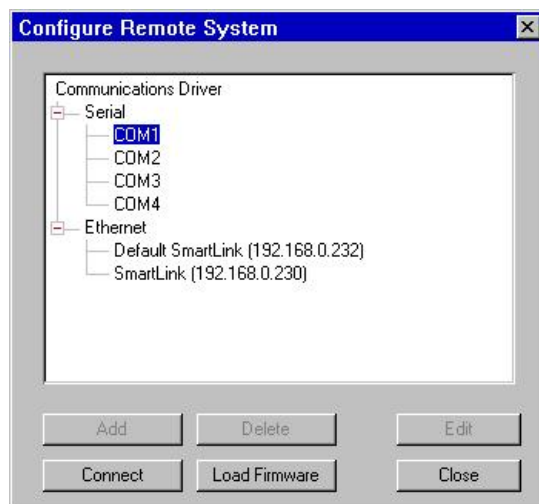 Configure Remote System
Communications Driver
Serial
COM1
COM2
COM3
COM4
Ethernet
Default SmartLink (192.168.0.232)
SmartLink (192.168.0.230)
Add Delete Edit
Connect Load Firmware Close